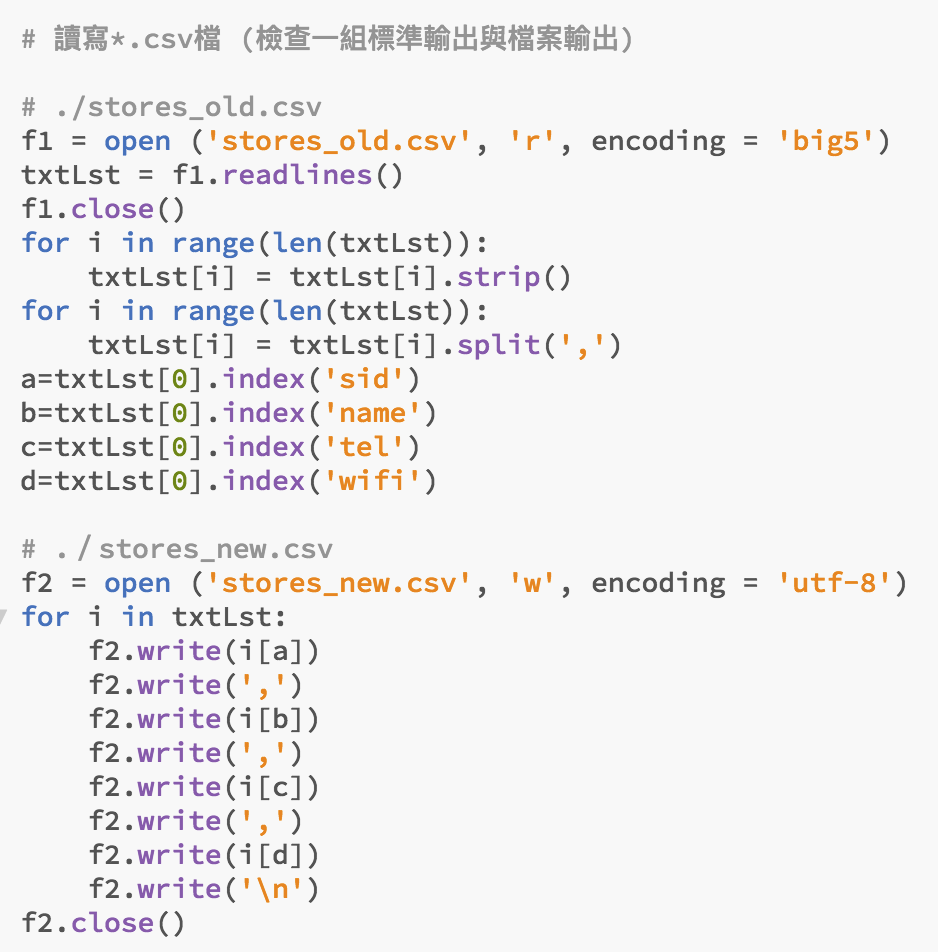 # 讀寫*.csv檔 (檢查一組標準輸出與檔案輸出)

# ./stores_old.csv
f1 = open ('stores_old.csv', 'r', encoding = 'big5')
txtLst = f1.readlines()
f1.close()
for i in range(len(txtLst)):
    txtLst[i] = txtLst[i].strip()
for i in range(len(txtLst)):
    txtLst[i] = txtLst[i].split(',')
a=txtLst[0].index('sid')
b=txtLst[0].index('name')
c=txtLst[0].index('tel')
d=txtLst[0].index('wifi')

# ./stores_new.csv
f2 = open ('stores_new.csv', 'w', encoding = 'utf-8')
for i in txtLst:
    f2.write(i[a])
    f2.write(',')
    f2.write(i[b])
    f2.write(',')
    f2.write(i[c])
    f2.write(',')
    f2.write(i[d])
    f2.write('\n')
f2.close()